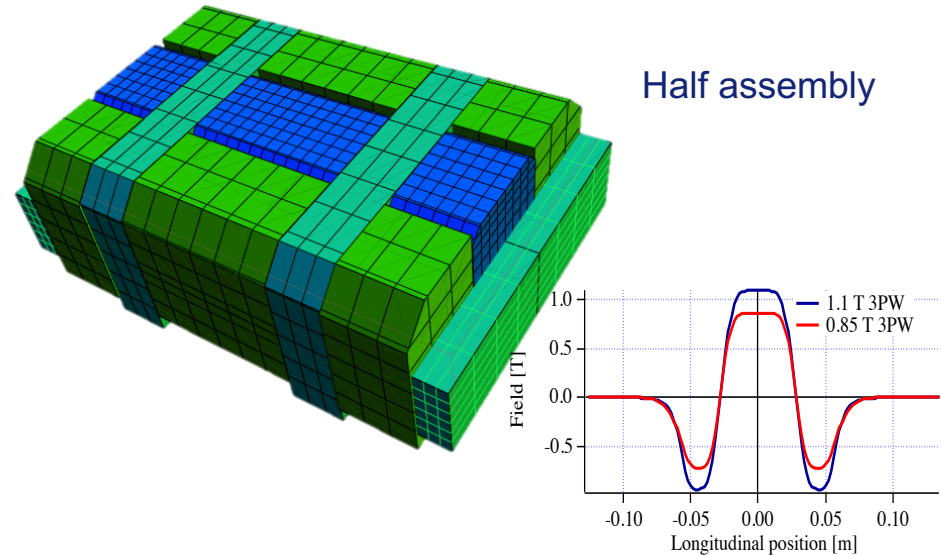 Half assembly
1.1 T 3PW
0.85 T 3PW
Field [T]
1.0
0.5
0.0
-0.5
-0.10 -0.05 0.00 0.05 0.10
Longitudinal position [m]